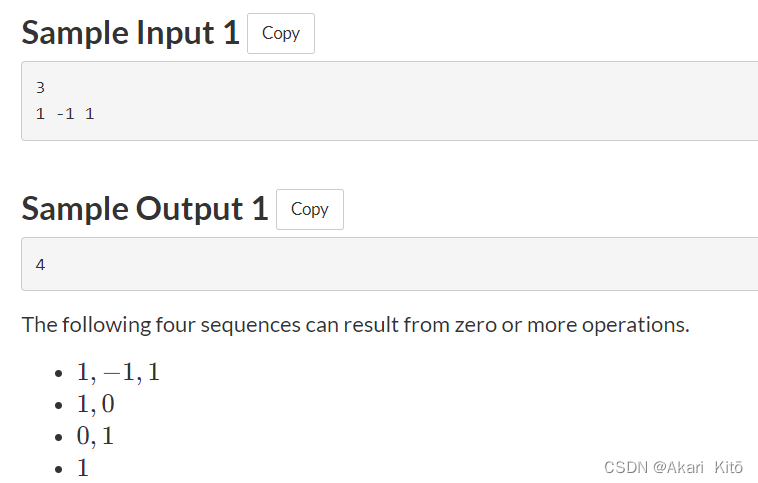 Sample Input 1 Copy
3
1 -1 1
Sample Output 1 Copy
4
The following four sequences can result from zero or more operations.
• 1, −1, 1
• 1, 0
• 0, 1
• 1
CSDN @Akari Kitō